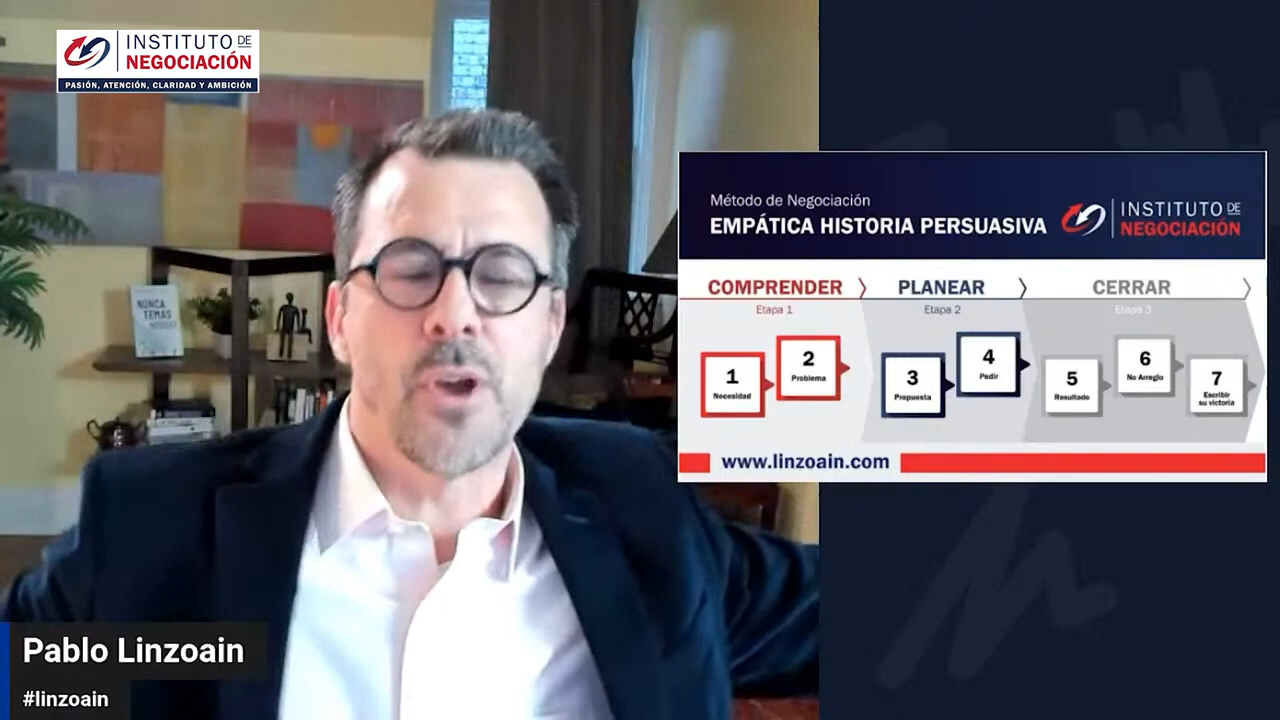 INSTITUTO DE
NEGOCIACIÓN
PASIÓN, ATENCIÓN, CLARIDAD Y AMBICIÓN
NUNCA
TEMAS
Método de Negociación
EMPÁTICA HISTORIA PERSUASIVA
INSTITUTO DE
NEGOCIACIÓN
COMPRENDER
Etapa 1
PLANEAR
Etapa 2
CERRAR
Etapa 3
1
Necesidad
2
Problema
3
Propuesta
4
Pedir
5
Resultado
6
No Arreglo
7
Escribir
su victoria
www.linzoain.com
Pablo Linzoain
#linzoain